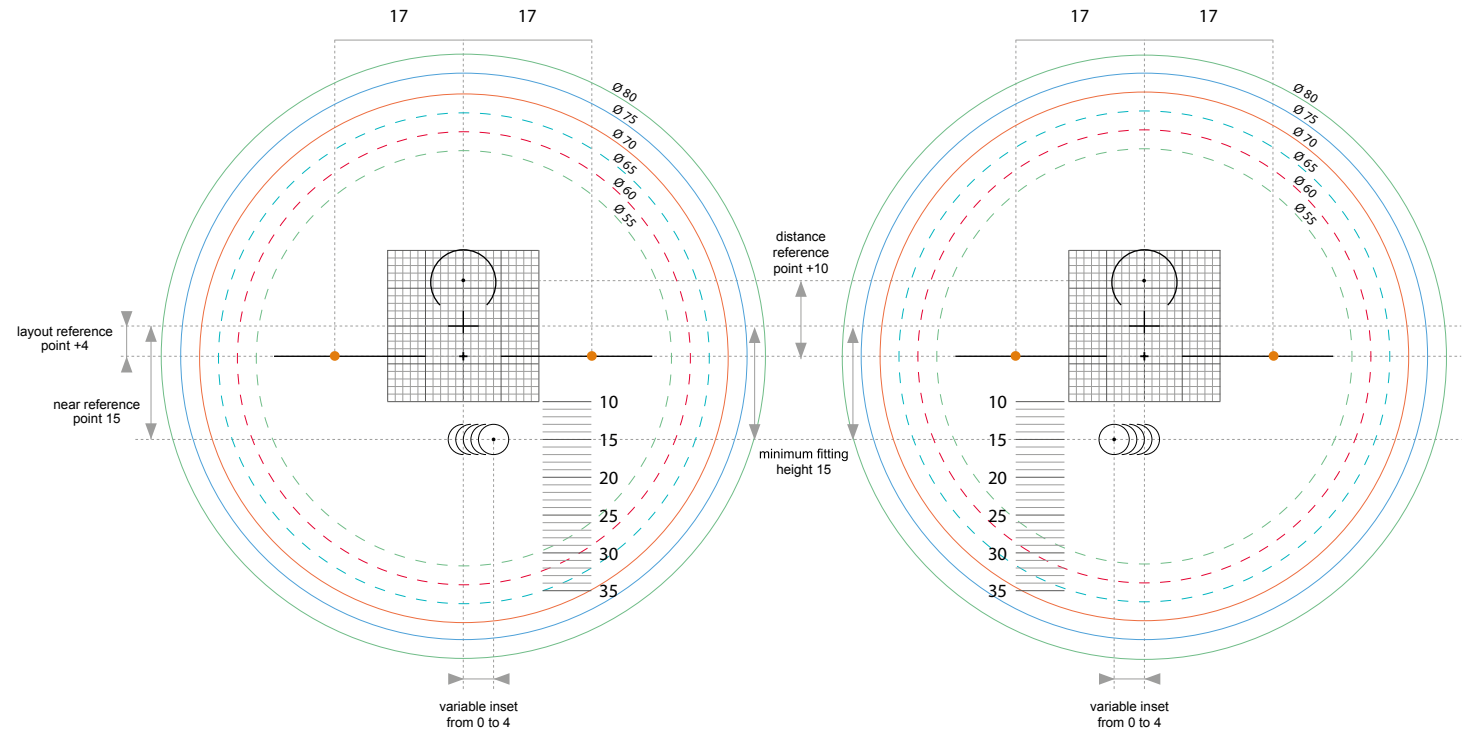 17 17 17 17
Ø 80
Ø 75
Ø 70
Ø 65
Ø 60
Ø 55
Ø 80
Ø 75
Ø 70
Ø 65
Ø 60
Ø 55
distance
reference
point +10
layout reference
point +4
near reference
point 15
10
15
20
25
30
35
minimum fitting
height 15
10
15
20
25
30
35
variable inset
from 0 to 4
variable inset
from 0 to 4